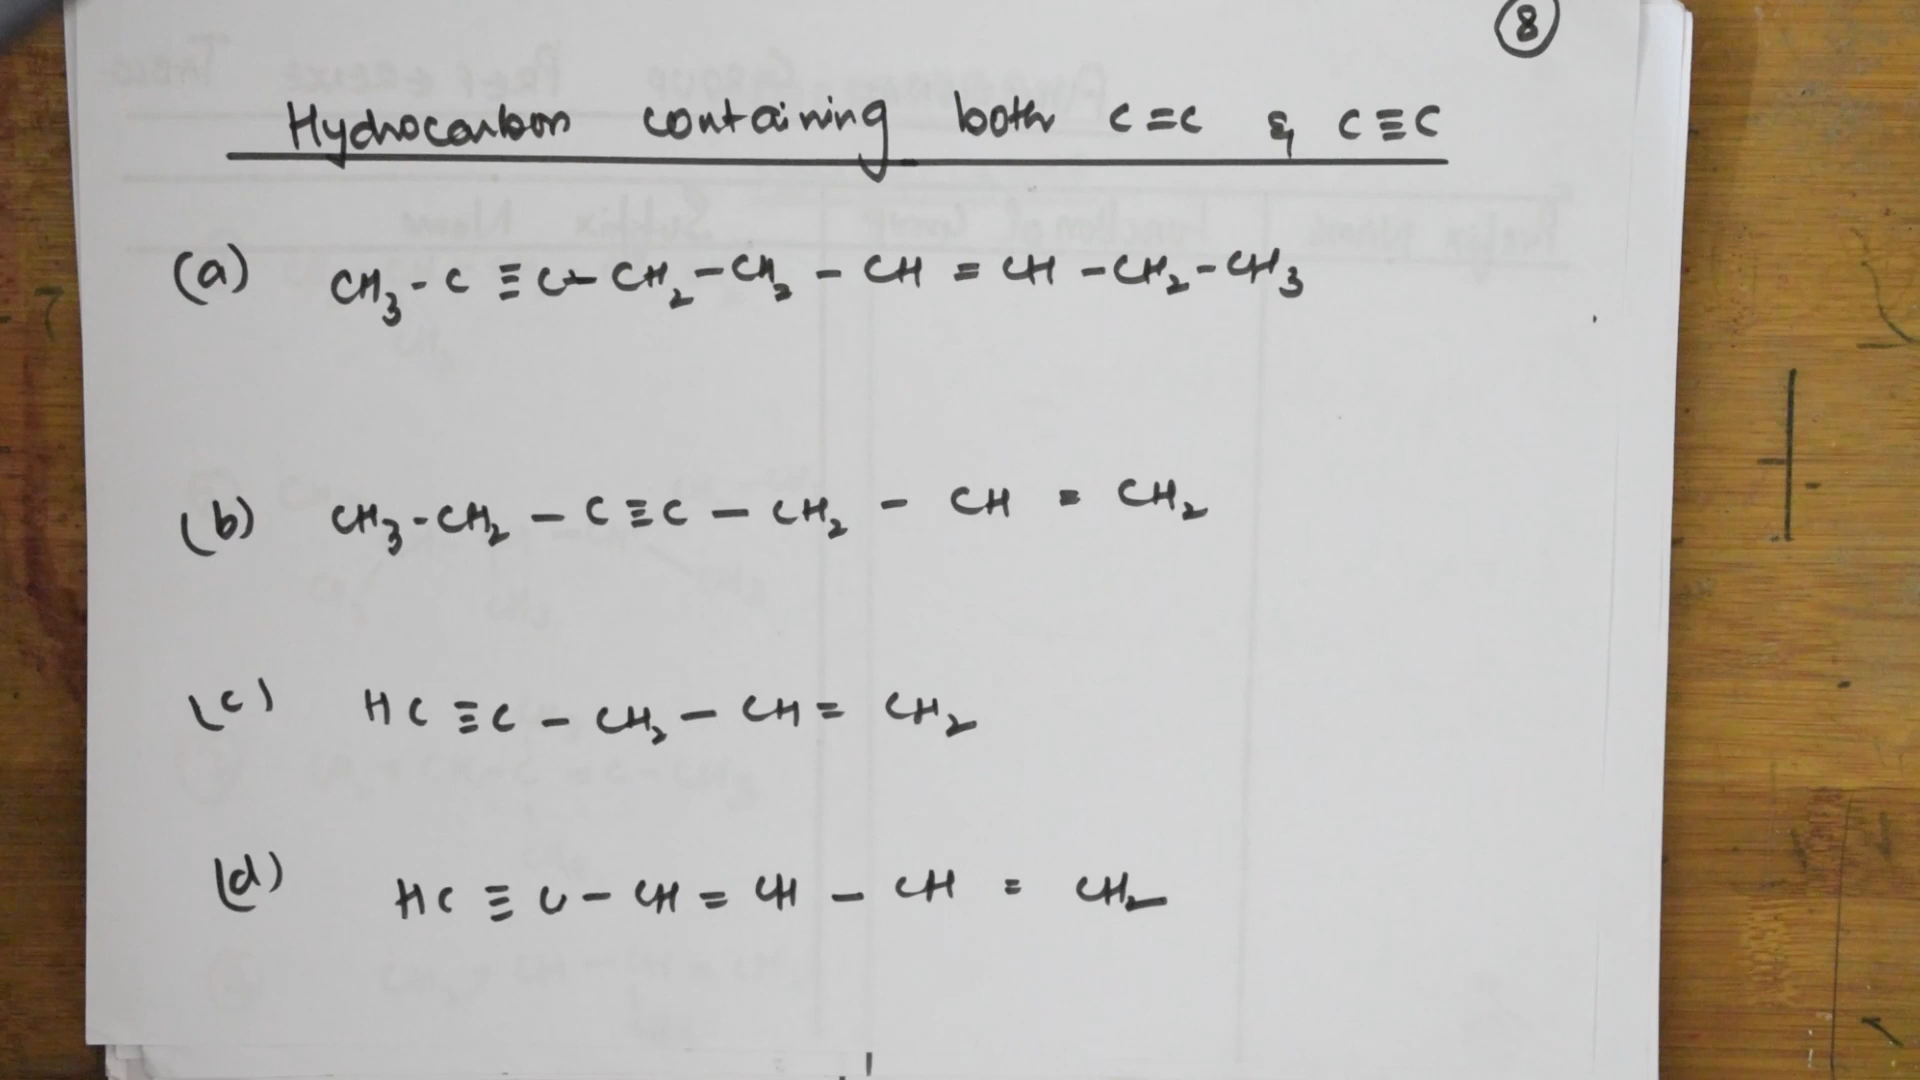 8
Hydrocarbon containing both C=C & C≡C
(a) CH₃-C≡C-CH₂-CH₂-CH=CH-CH₂-CH₃
(b) CH₃-CH₂-C≡C-CH₂-CH=CH₂
(c) HC≡C-CH₂-CH=CH₂
(d) HC≡C-CH=CH-CH=CH₂